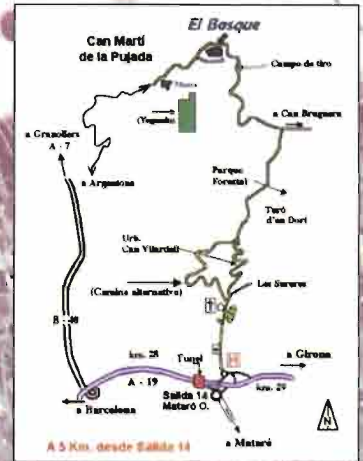 El Bosque
Can Martí
de la Pujada
Campo de tiro
(Yeguada)
a Can Bruguera
a Granollers
A - 7
a Argentona
Parque
Forestal
Turó
d'en Dori
Urb.
Can Vilardell
(Camino alternativo)
Los Sureres
B - 40
km. 28
Tunel
a Girona
A - 19
km. 29
Salida 14
Mataró O.
a Barcelona
a Mataró
N
A 5 Km. desde Salida 14